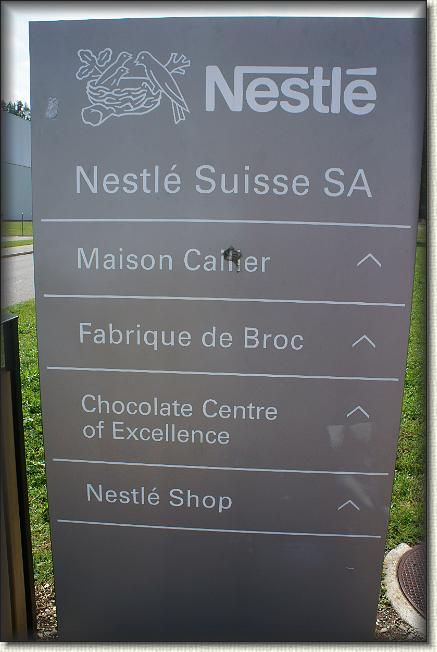 Nestlé
Nestlé Suisse SA
Maison Cailler
Fabrique de Broc
Chocolate Centre
of Excellence
Nestlé Shop